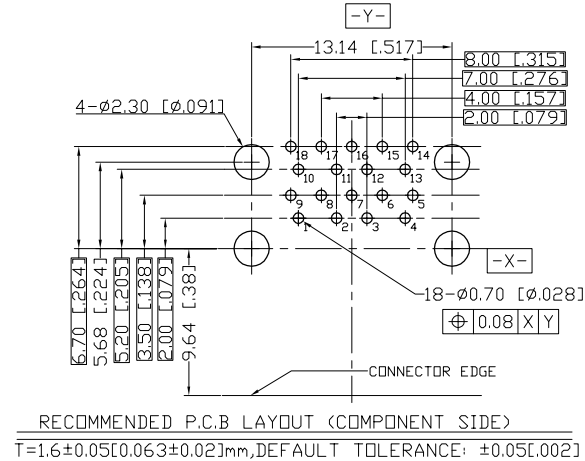 -Y-
13.14 [.517]
8.00 [.315]
7.00 [.276]
4.00 [.157]
2.00 [.079]
4-Ø2.30 [Ø.091]
18 17 16 15 14
10 11 12 13
9 8 7 6 5
1 2 3 4
-X-
6.70 [.264]
5.68 [.224]
5.20 [.205]
3.50 [.138]
2.00 [.079]
9.64 [.38]
18-Ø0.70 [Ø.028]
⌖ 0.08 X Y
CONNECTOR EDGE
RECOMMENDED P.C.B LAYOUT (COMPONENT SIDE)
T=1.6±0.05[0.063±0.02]mm,DEFAULT TOLERANCE: ±0.05[.002]